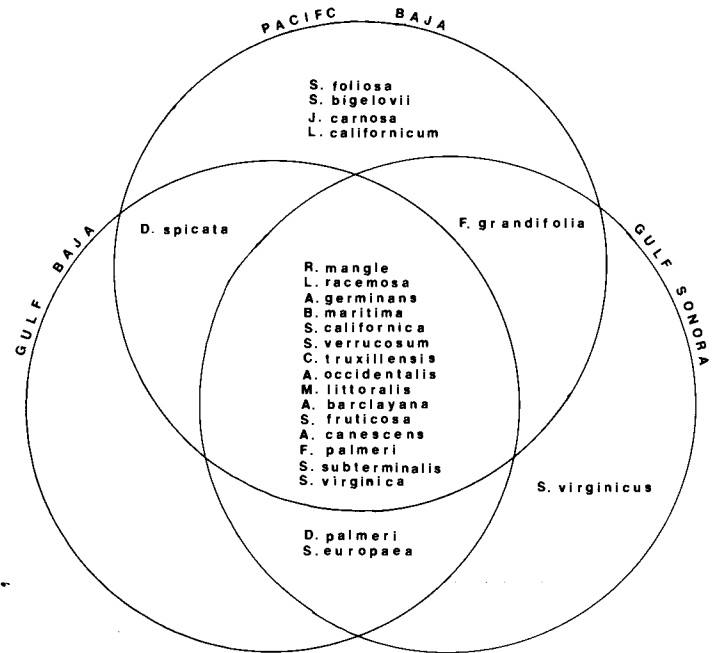 PACIFC BAJA
S. foliosa
S. bigelovii
J. carnosa
L. californicum
GULF BAJA
D. spicata
F. grandifolia
GULF SONORA
R. mangle
L. racemosa
A. germinans
B. maritima
S. californica
S. verrucosum
C. truxillensis
A. occidentalis
M. littoralis
A. barclayana
S. fruticosa
A. canescens
F. palmeri
S. subterminalis
S. virginica
S. virginicus
D. palmeri
S. europaea